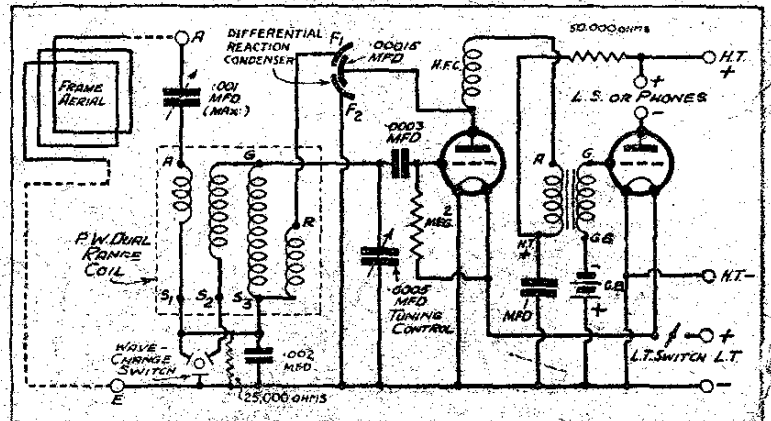 FRAME
AERIAL
A
.001
MFD
(MAX:)
DIFFERENTIAL
REACTION
CONDENSER
F1
.00015
MFD
F2
H.F.C.
50,000 OHMS
H.T.
+
+
L.S. OR PHONES
-
.0003
MFD
A
G
R
P.W. DUAL
RANGE
COIL
S1
S2
S3
2
MEG.
.0005
MFD
TUNING
CONTROL
A
G
H.T.
+
G.B.
-
G.B.
+
MFD
H.T.-
+
L.T. SWITCH L.T.
-
WAVE-
CHANGE
SWITCH
.002
MFD
25,000 OHMS
E